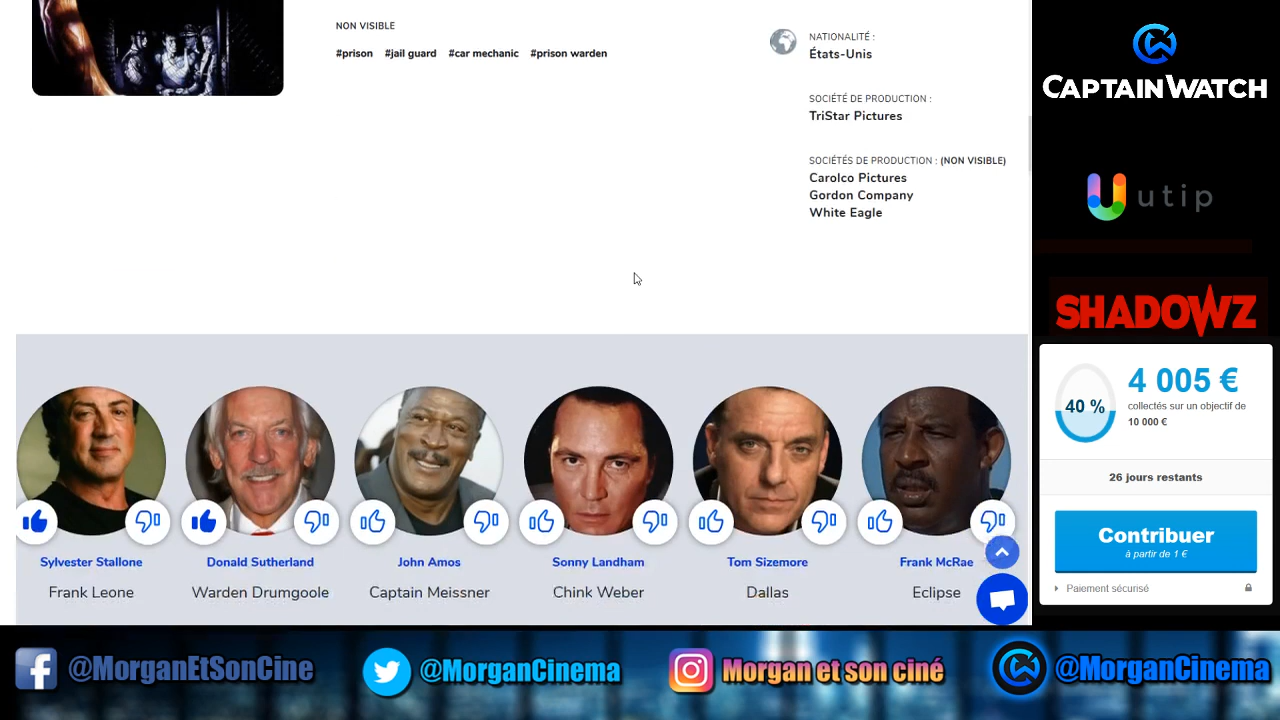 NON VISIBLE
#prison #jail guard #car mechanic #prison warden
NATIONALITÉ :
États-Unis
SOCIÉTÉ DE PRODUCTION :
TriStar Pictures
SOCIÉTÉS DE PRODUCTION : (NON VISIBLE)
Carolco Pictures
Gordon Company
White Eagle
Sylvester Stallone
Frank Leone
Donald Sutherland
Warden Drumgoole
John Amos
Captain Meissner
Sonny Landham
Chink Weber
Tom Sizemore
Dallas
Frank McRae
Eclipse
CAPTAINWATCH
utip
SHADOWZ
40 %
4 005 €
collectés sur un objectif de
10 000 €
26 jours restants
Contribuer
à partir de 1 €
Paiement sécurisé
@MorganEtSonCine
@MorganCinema
Morgan et son ciné
@MorganCinema